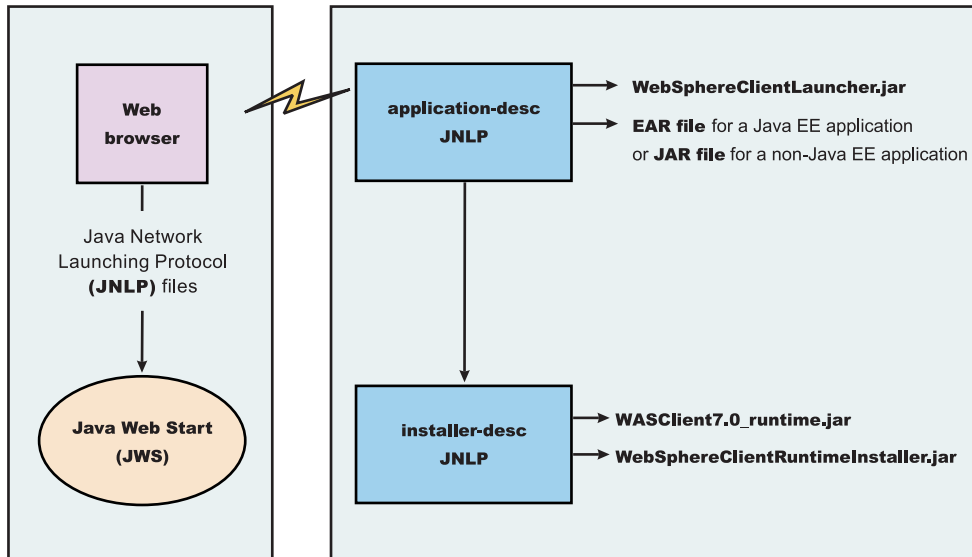 Web
browser
Java Network
Launching Protocol
(JNLP) files
Java Web Start
(JWS)
application-desc
JNLP
WebSphereClientLauncher.jar
EAR file for a Java EE application
or JAR file for a non-Java EE application
installer-desc
JNLP
WASClient7.0_runtime.jar
WebSphereClientRuntimeInstaller.jar